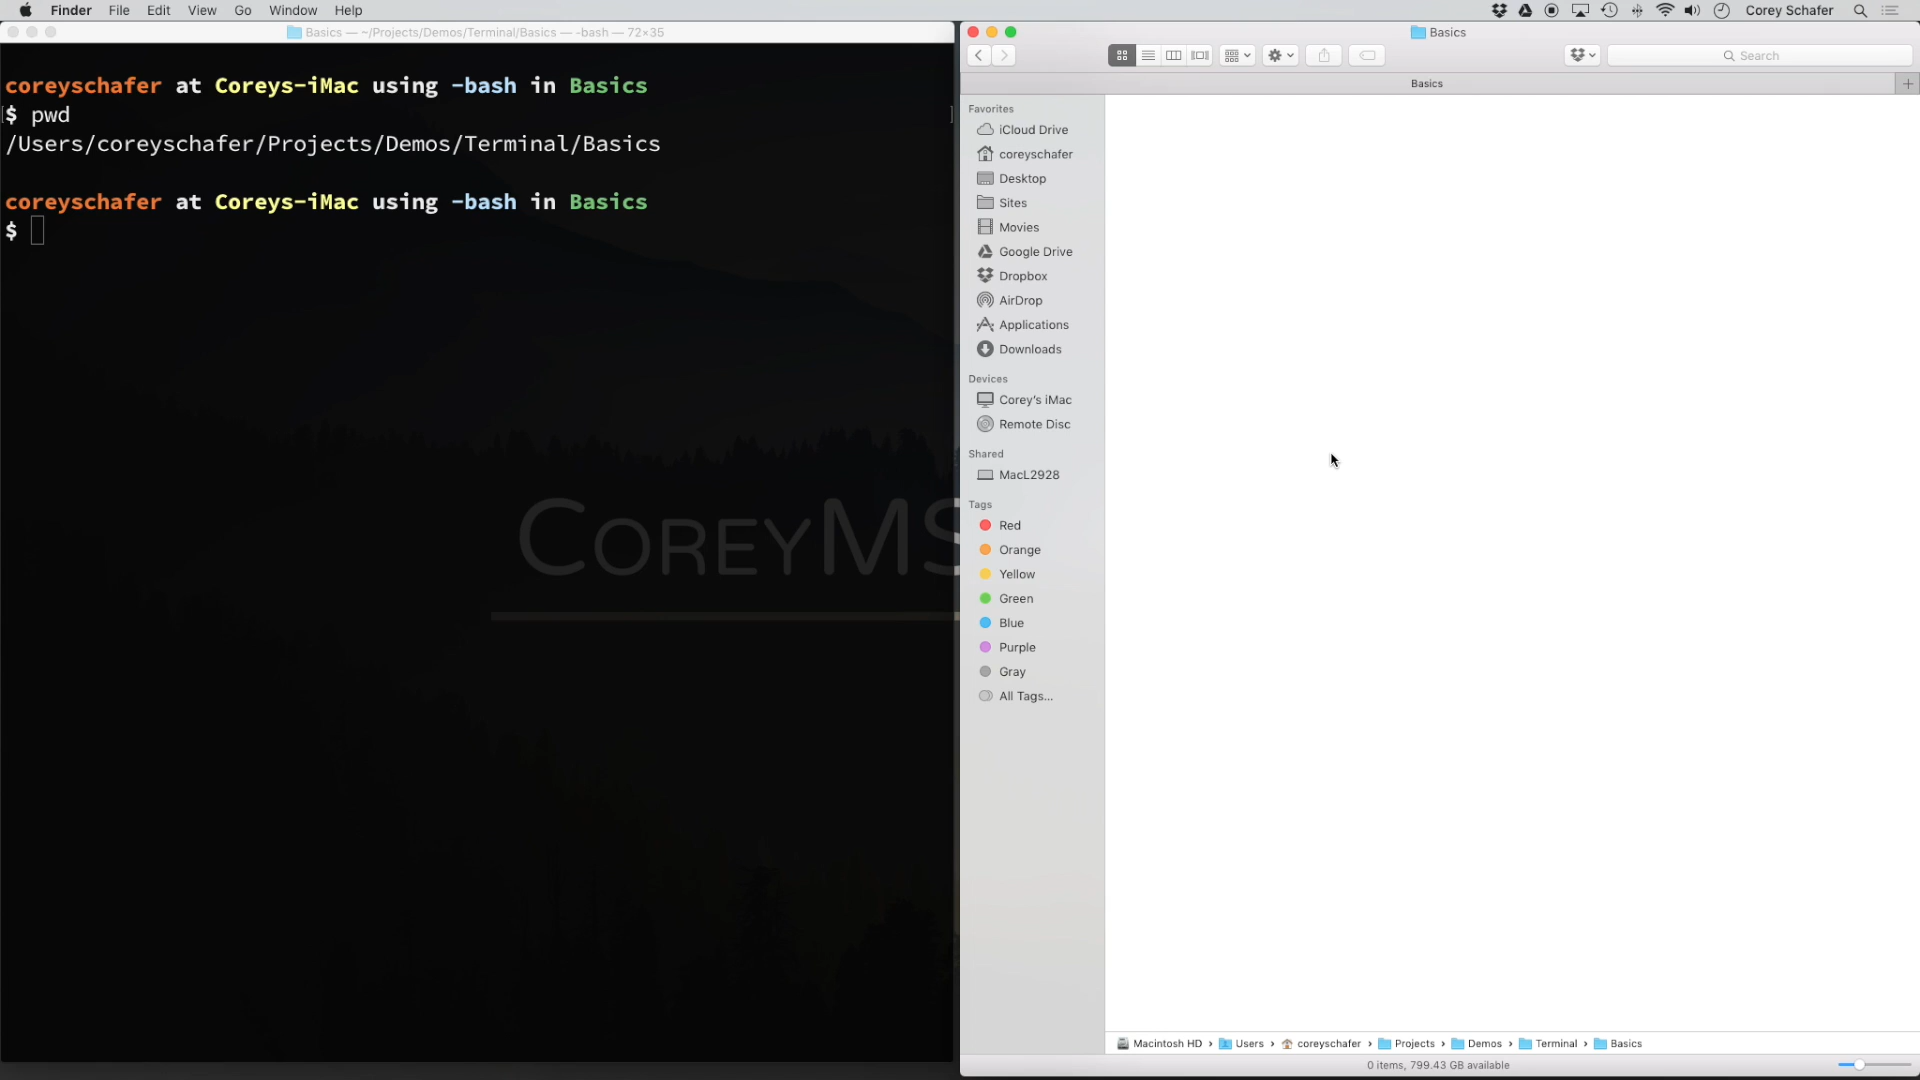 Finder File Edit View Go Window Help
Corey Schafer
Basics — ~/Projects/Demos/Terminal/Basics — -bash — 72×35
coreyschafer at Coreys-iMac using -bash in Basics
$ pwd
/Users/coreyschafer/Projects/Demos/Terminal/Basics
coreyschafer at Coreys-iMac using -bash in Basics
$
COREYMS
Basics
Search
Basics
Favorites
iCloud Drive
coreyschafer
Desktop
Sites
Movies
Google Drive
Dropbox
AirDrop
Applications
Downloads
Devices
Corey's iMac
Remote Disc
Shared
MacL2928
Tags
Red
Orange
Yellow
Green
Blue
Purple
Gray
All Tags...
Macintosh HD › Users › coreyschafer › Projects › Demos › Terminal › Basics
0 items, 799.43 GB available